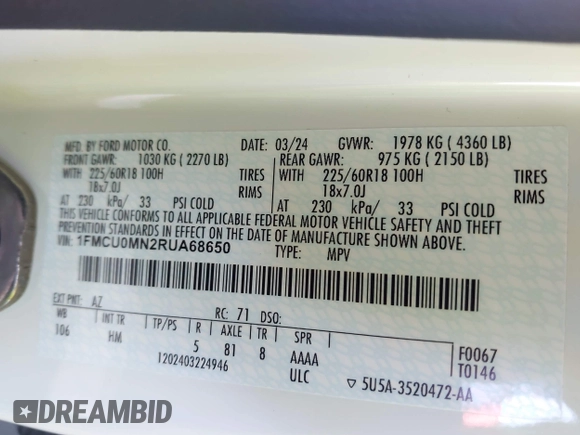 MFD. BY FORD MOTOR CO. DATE: 03/24 GVWR: 1978 KG ( 4360 LB)
FRONT GAWR: 1030 KG ( 2270 LB) REAR GAWR: 975 KG ( 2150 LB)
WITH 225/60R18 100H TIRES WITH 225/60R18 100H TIRES
18x7.0J RIMS 18x7.0J RIMS
AT 230 kPa/ 33 PSI COLD AT 230 kPa/ 33 PSI COLD
THIS VEHICLE CONFORMS TO ALL APPLICABLE FEDERAL MOTOR VEHICLE SAFETY AND THEFT
PREVENTION STANDARDS IN EFFECT ON THE DATE OF MANUFACTURE SHOWN ABOVE.
VIN: 1FMCU0MN2RUA68650 TYPE: MPV
EXT PNT: AZ RC: 71 DSO:
WB INT TR TP/PS R AXLE TR SPR
106 HM 5 81 8 AAAA F0067
1202403224946 ULC T0146
▽ 5U5A-3520472-AA
DREAMBID